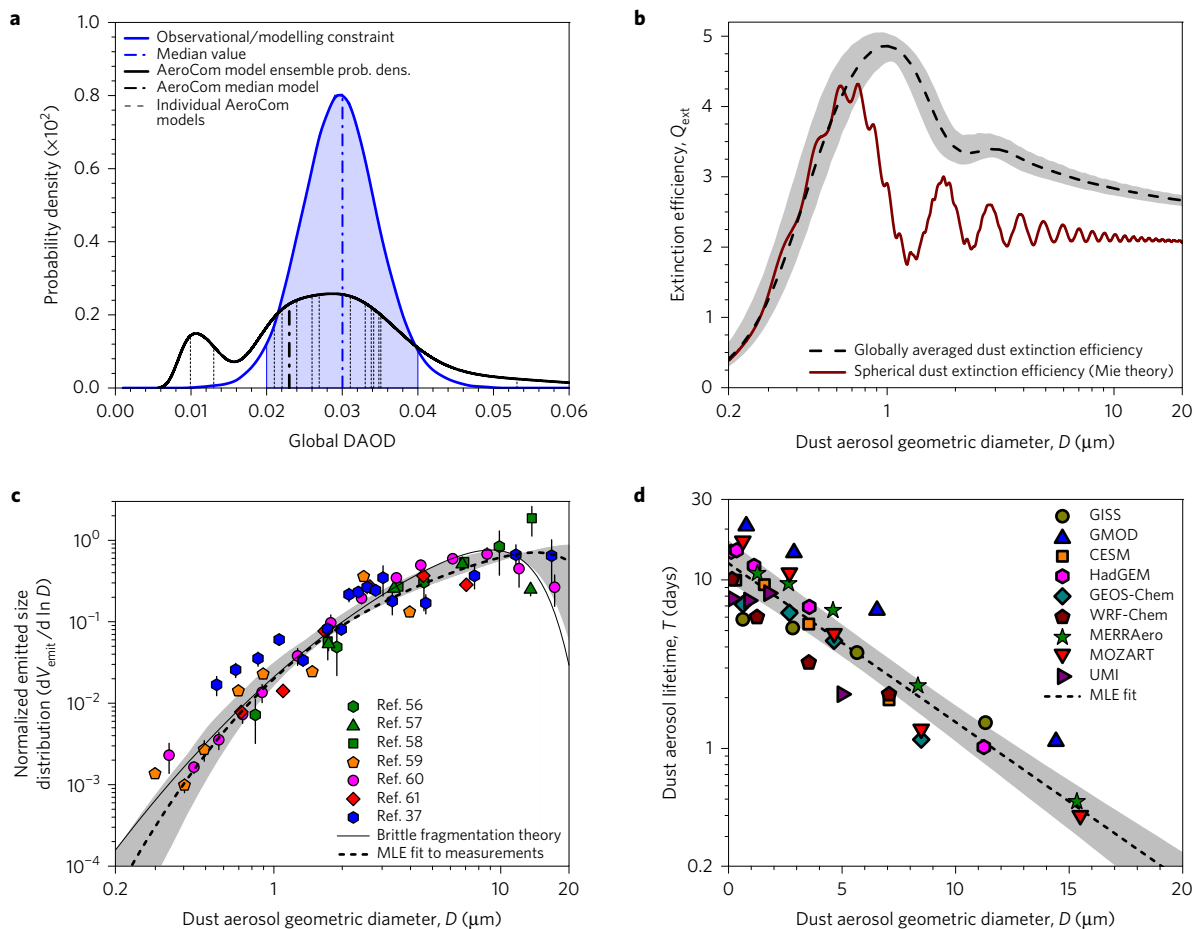 a
1.0
0.8
0.6
0.4
0.2
0.0
Probability density (×10²)
Observational/modelling constraint
Median value
AeroCom model ensemble prob. dens.
AeroCom median model
Individual AeroCom
models
0.00 0.01 0.02 0.03 0.04 0.05 0.06
Global DAOD
b
5
4
3
2
1
0
Extinction efficiency, Qext
Globally averaged dust extinction efficiency
Spherical dust extinction efficiency (Mie theory)
0.2 1 10 20
Dust aerosol geometric diameter, D (μm)
c
10⁰
10⁻¹
10⁻²
10⁻³
10⁻⁴
Normalized emitted size
distribution (dVemit/d ln D)
Ref. 56
Ref. 57
Ref. 58
Ref. 59
Ref. 60
Ref. 61
Ref. 37
Brittle fragmentation theory
MLE fit to measurements
0.2 1 10 20
Dust aerosol geometric diameter, D (μm)
d
30
10
1
0.2
Dust aerosol lifetime, T (days)
GISS
GMOD
CESM
HadGEM
GEOS-Chem
WRF-Chem
MERRAero
MOZART
UMI
MLE fit
0 5 10 15 20
Dust aerosol geometric diameter, D (μm)